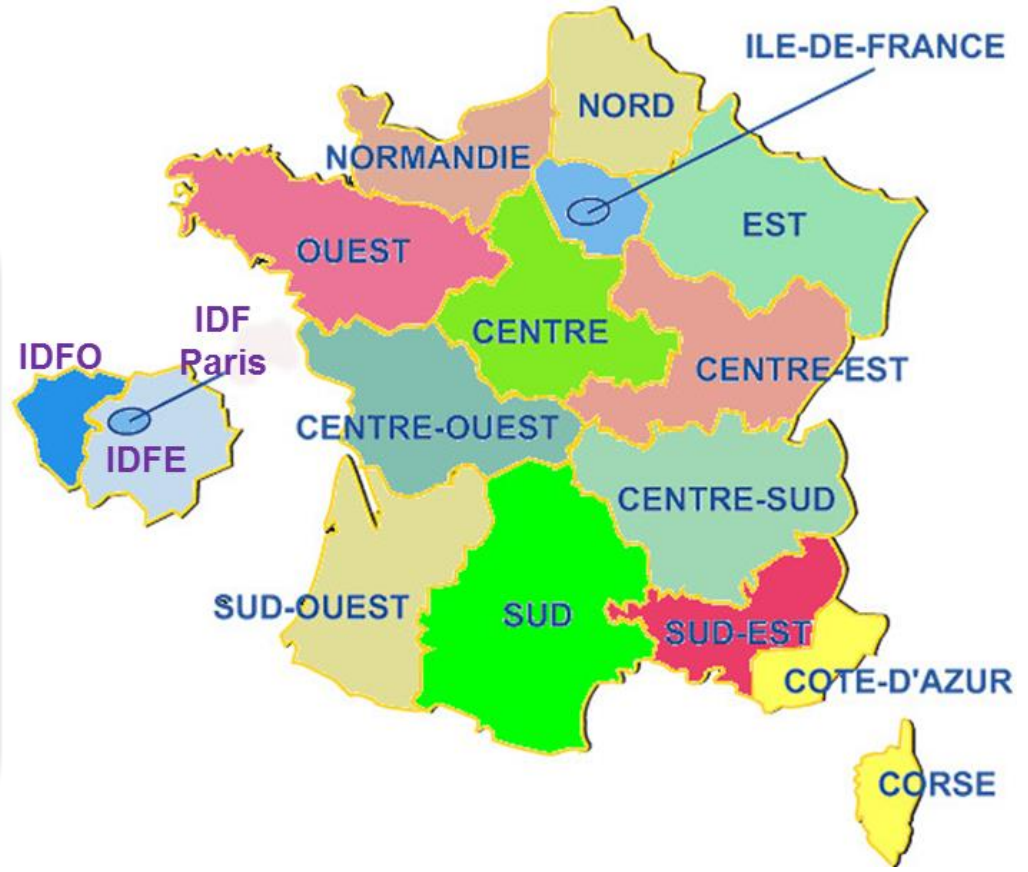 ILE-DE-FRANCE
NORD
NORMANDIE
EST
OUEST
IDF
Paris
IDFO
CENTRE
CENTRE-EST
CENTRE-OUEST
IDFE
CENTRE-SUD
SUD-OUEST
SUD
SUD-EST
COTE-D'AZUR
CORSE